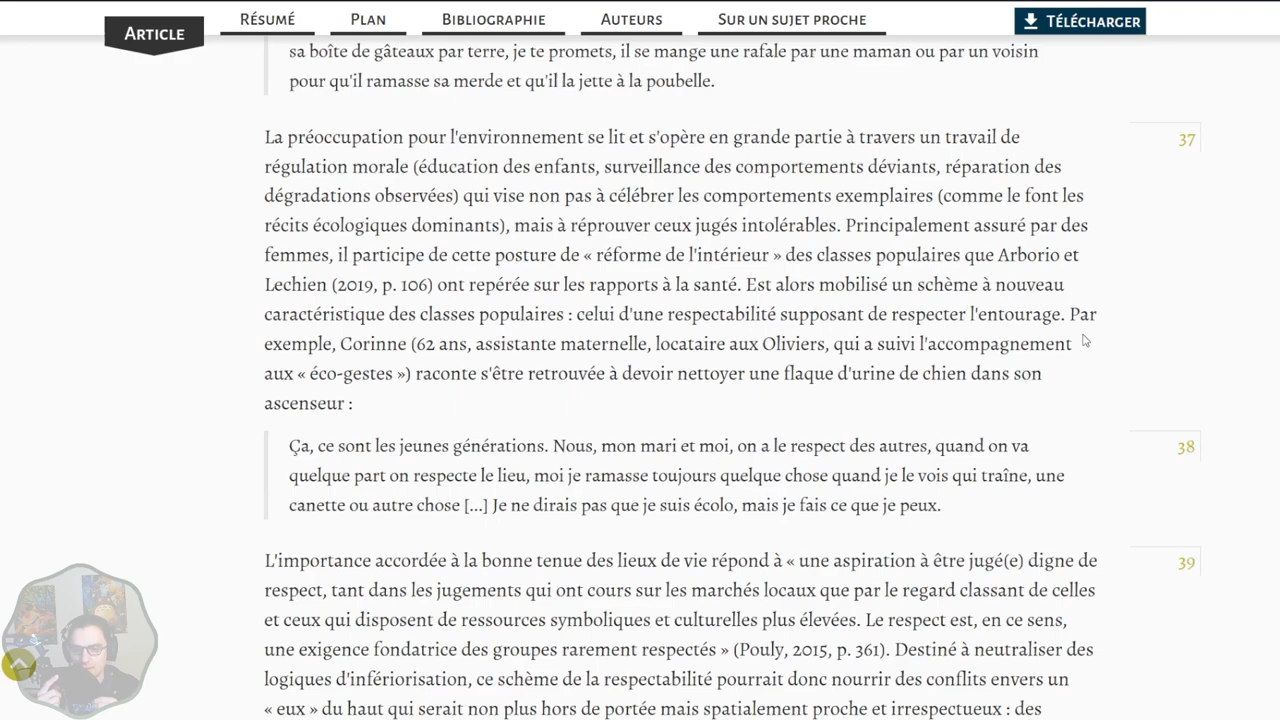 ARTICLE
RÉSUMÉ
PLAN
BIBLIOGRAPHIE
AUTEURS
SUR UN SUJET PROCHE
TÉLÉCHARGER
sa boîte de gâteaux par terre, je te promets, il se mange une rafale par une maman ou par un voisin
pour qu'il ramasse sa merde et qu'il la jette à la poubelle.
La préoccupation pour l'environnement se lit et s'opère en grande partie à travers un travail de
37
régulation morale (éducation des enfants, surveillance des comportements déviants, réparation des
dégradations observées) qui vise non pas à célébrer les comportements exemplaires (comme le font les
récits écologiques dominants), mais à réprouver ceux jugés intolérables. Principalement assuré par des
femmes, il participe de cette posture de « réforme de l'intérieur » des classes populaires que Arborio et
Lechien (2019, p. 106) ont repérée sur les rapports à la santé. Est alors mobilisé un schème à nouveau
caractéristique des classes populaires : celui d'une respectabilité supposant de respecter l'entourage. Par
exemple, Corinne (62 ans, assistante maternelle, locataire aux Oliviers, qui a suivi l'accompagnement
aux « éco-gestes ») raconte s'être retrouvée à devoir nettoyer une flaque d'urine de chien dans son
ascenseur :
Ça, ce sont les jeunes générations. Nous, mon mari et moi, on a le respect des autres, quand on va
38
quelque part on respecte le lieu, moi je ramasse toujours quelque chose quand je le vois qui traîne, une
canette ou autre chose [...] Je ne dirais pas que je suis écolo, mais je fais ce que je peux.
L'importance accordée à la bonne tenue des lieux de vie répond à « une aspiration à être jugé(e) digne de
39
respect, tant dans les jugements qui ont cours sur les marchés locaux que par le regard classant de celles
et ceux qui disposent de ressources symboliques et culturelles plus élevées. Le respect est, en ce sens,
une exigence fondatrice des groupes rarement respectés » (Pouly, 2015, p. 361). Destiné à neutraliser des
logiques d'infériorisation, ce schème de la respectabilité pourrait donc nourrir des conflits envers un
« eux » du haut qui serait non plus hors de portée mais spatialement proche et irrespectueux : des